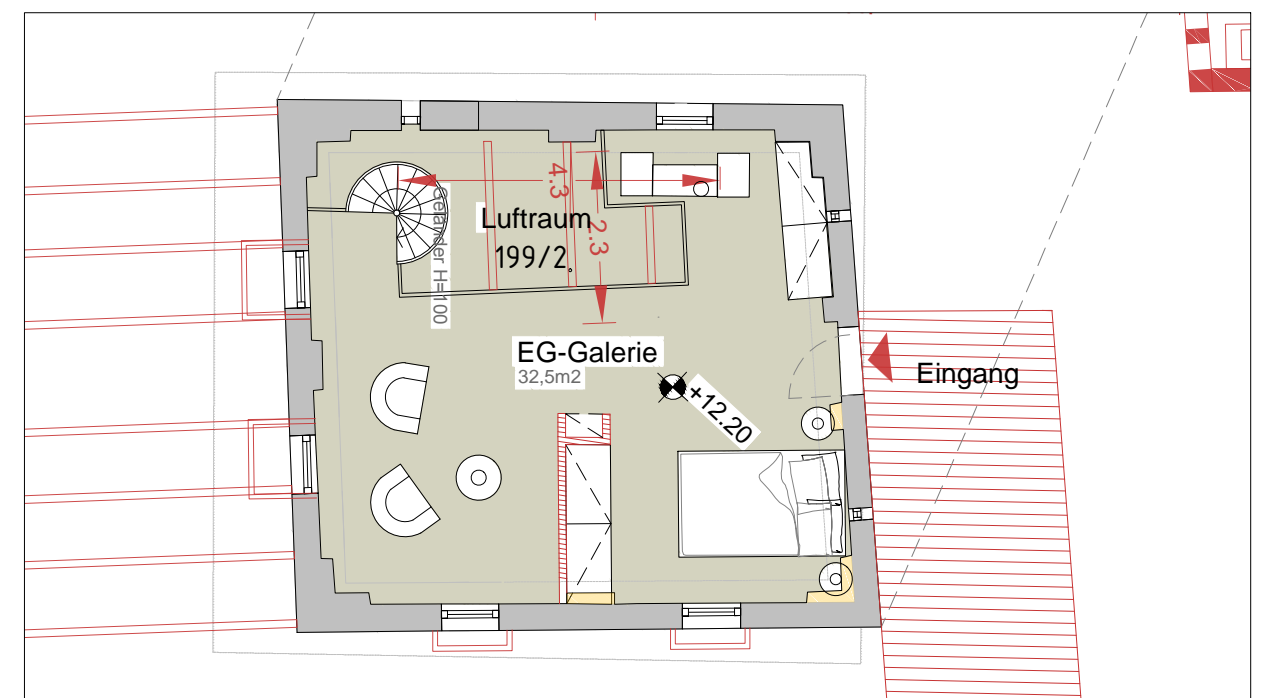 4.3
Geländer H=100
Luftraum
2.3
199/2
EG-Galerie
32,5m2
+12.20
Eingang